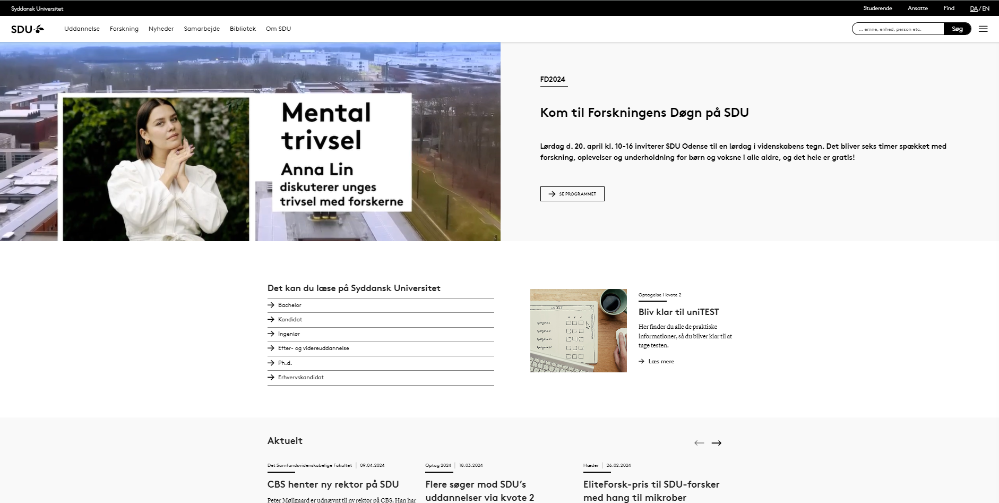 Syddansk Universitet
Studerende
Ansatte
Find
DA / EN
SDU
Uddannelse
Forskning
Nyheder
Samarbejde
Bibliotek
Om SDU
... emne, enhed, person etc.
Søg
Mental
trivsel
Anna Lin
diskuterer unges
trivsel med forskerne
FD2024
Kom til Forskningens Døgn på SDU
Lørdag d. 20. april kl. 10-16 inviterer SDU Odense til en lørdag i videnskabens tegn. Det bliver seks timer spækket med
forskning, oplevelser og underholdning for børn og voksne i alle aldre, og det hele er gratis!
SE PROGRAMMET
Det kan du læse på Syddansk Universitet
Bachelor
Kandidat
Ingeniør
Efter- og videreuddannelse
Ph.d.
Erhvervskandidat
uniTEST
A B C
Spørgsmål 1
Optagelse i kvote 2
Bliv klar til uniTEST
Her finder du alle de praktiske
informationer, så du bliver klar til at
tage testen.
Læs mere
Aktuelt
Det Samfundsvidenskabelige Fakultet | 09.04.2024
CBS henter ny rektor på SDU
Peter Møllgaard er udnævnt til ny rektor på CBS. Han har
Optag 2024 | 18.03.2024
Flere søger mod SDU’s
uddannelser via kvote 2
Hæder | 26.02.2024
EliteForsk-pris til SDU-forsker
med hang til mikrober